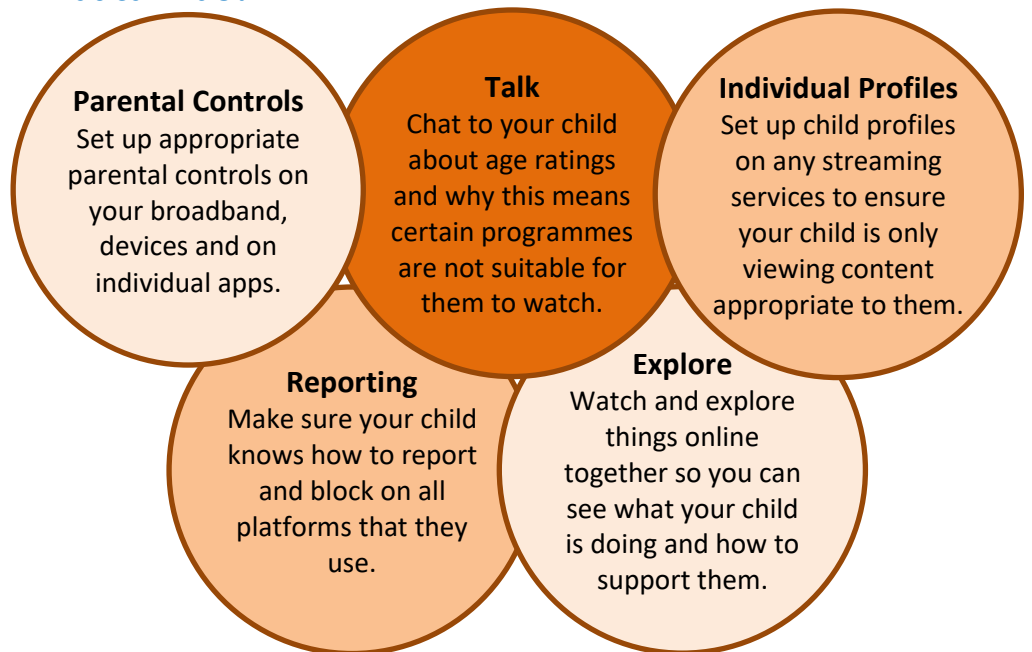 Parental Controls
Set up appropriate
parental controls on
your broadband,
devices and on
individual apps.
Talk
Chat to your child
about age ratings
and why this means
certain programmes
are not suitable for
them to watch.
Individual Profiles
Set up child profiles
on any streaming
services to ensure
your child is only
viewing content
appropriate to them.
Reporting
Make sure your child
knows how to report
and block on all
platforms that they
use.
Explore
Watch and explore
things online
together so you can
see what your child
is doing and how to
support them.